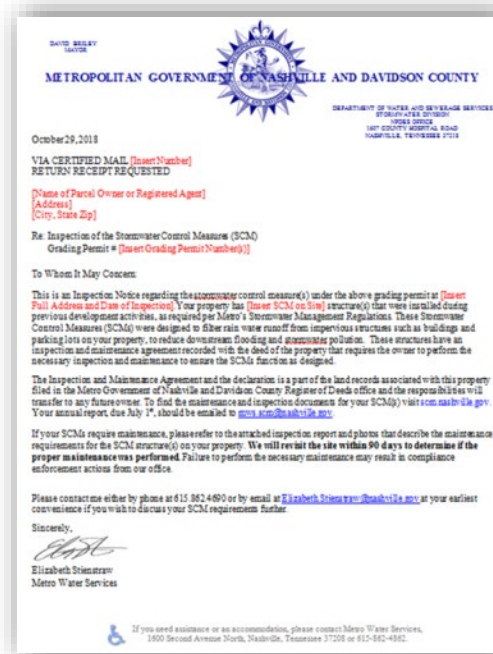 DAVID BRILEY
MAYOR
METROPOLITAN GOVERNMENT OF NASHVILLE AND DAVIDSON COUNTY
DEPARTMENT OF WATER AND SEWERAGE SERVICES
STORMWATER DIVISION
NPDES OFFICE
1607 COUNTY HOSPITAL ROAD
NASHVILLE, TENNESSEE 37218
October 29, 2018
VIA CERTIFIED MAIL [Insert Number]
RETURN RECEIPT REQUESTED
[Name of Parcel Owner or Registered Agent]
[Address]
[City, State Zip]
Re: Inspection of the Stormwater Control Measures (SCM)
Grading Permit # [Insert Grading Permit Number(s)]
To Whom It May Concern:
This is an Inspection Notice regarding the stormwater control measure(s) under the above grading permit at [Insert
Full Address and Date of Inspection]. Your property has [Insert SCM on Site] structure(s) that were installed during
previous development activities, as required per Metro's Stormwater Management Regulations. These Stormwater
Control Measures (SCMs) were designed to filter rain water runoff from impervious structures such as buildings and
parking lots on your property, to reduce downstream flooding and stormwater pollution. These structures have an
inspection and maintenance agreement recorded with the deed of the property that requires the owner to perform the
necessary inspection and maintenance to ensure the SCMs function as designed.
The Inspection and Maintenance Agreement and the declaration is a part of the land records associated with this property
filed in the Metro Government of Nashville and Davidson County Register of Deeds office and the responsibilities will
transfer to any future owner. To find the maintenance and inspection documents for your SCM(s) visit scm.nashville.gov.
Your annual report, due July 1st, should be emailed to mws.scm@nashville.gov.
If your SCMs require maintenance, please refer to the attached inspection report and photos that describe the maintenance
requirements for the SCM structure(s) on your property. We will revisit the site within 90 days to determine if the
proper maintenance was performed. Failure to perform the necessary maintenance may result in compliance
enforcement actions from our office.
Please contact me either by phone at 615.862.4690 or by email at Elizabeth.Stienstraw@nashville.gov at your earliest
convenience if you wish to discuss your SCM requirements further.
Sincerely,
Elizabeth Stienstraw
Metro Water Services
If you need assistance or an accommodation, please contact Metro Water Services,
1600 Second Avenue North, Nashville, Tennessee 37208 or 615-862-4862.